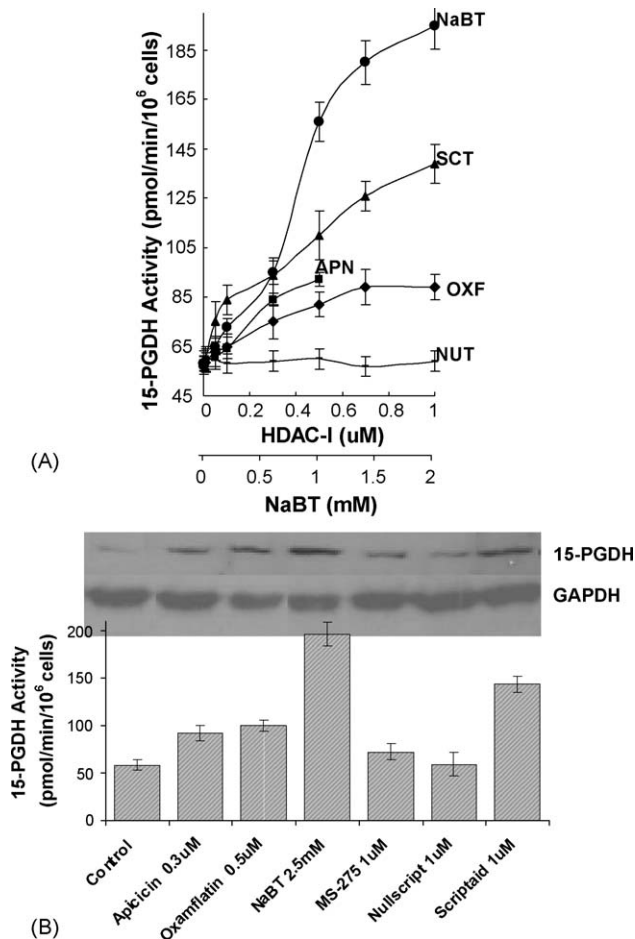 NaBT
185
165
145
125
105
85
65
45
15-PGDH Activity (pmol/min/10⁶ cells)
SCT
APN
OXF
NUT
0 0.2 0.4 0.6 0.8 1
HDAC-I (uM)
(A)
0 0.5 1 1.5 2
NaBT (mM)
15-PGDH
GAPDH
200
150
100
50
0
15-PGDH Activity
(pmol/min/10⁶ cells)
Control
Apicicin 0.3uM
Oxamflatin 0.5uM
NaBT 2.5mM
MS-275 1uM
Nullscript 1uM
Scriptaid 1uM
(B)